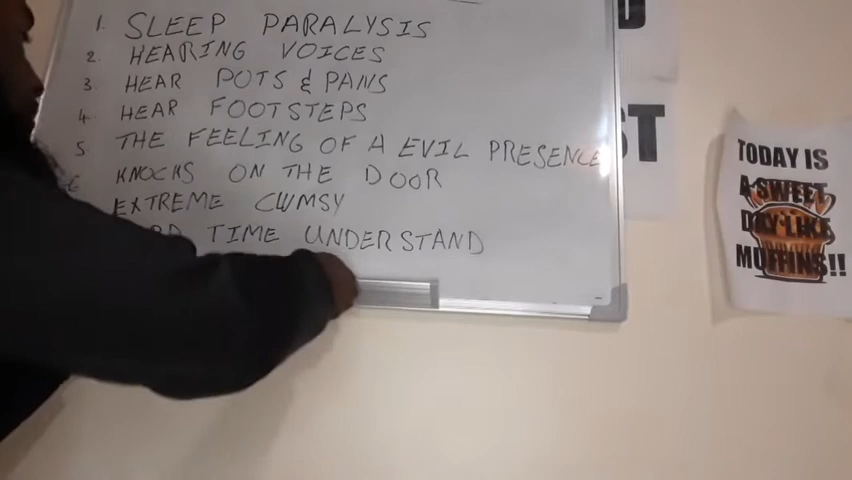 1. SLEEP PARALYSIS
2. HEARING VOICES
3. HEAR POTS & PANS
4. HEAR FOOTSTEPS
5 THE FEELING OF A EVIL PRESENCE
6 KNOCKS ON THE DOOR
EXTREME CLUMSY
TIME UNDERSTAND
ST
TODAY IS
A SWEET
DAY LIKE
MUFFINS!!